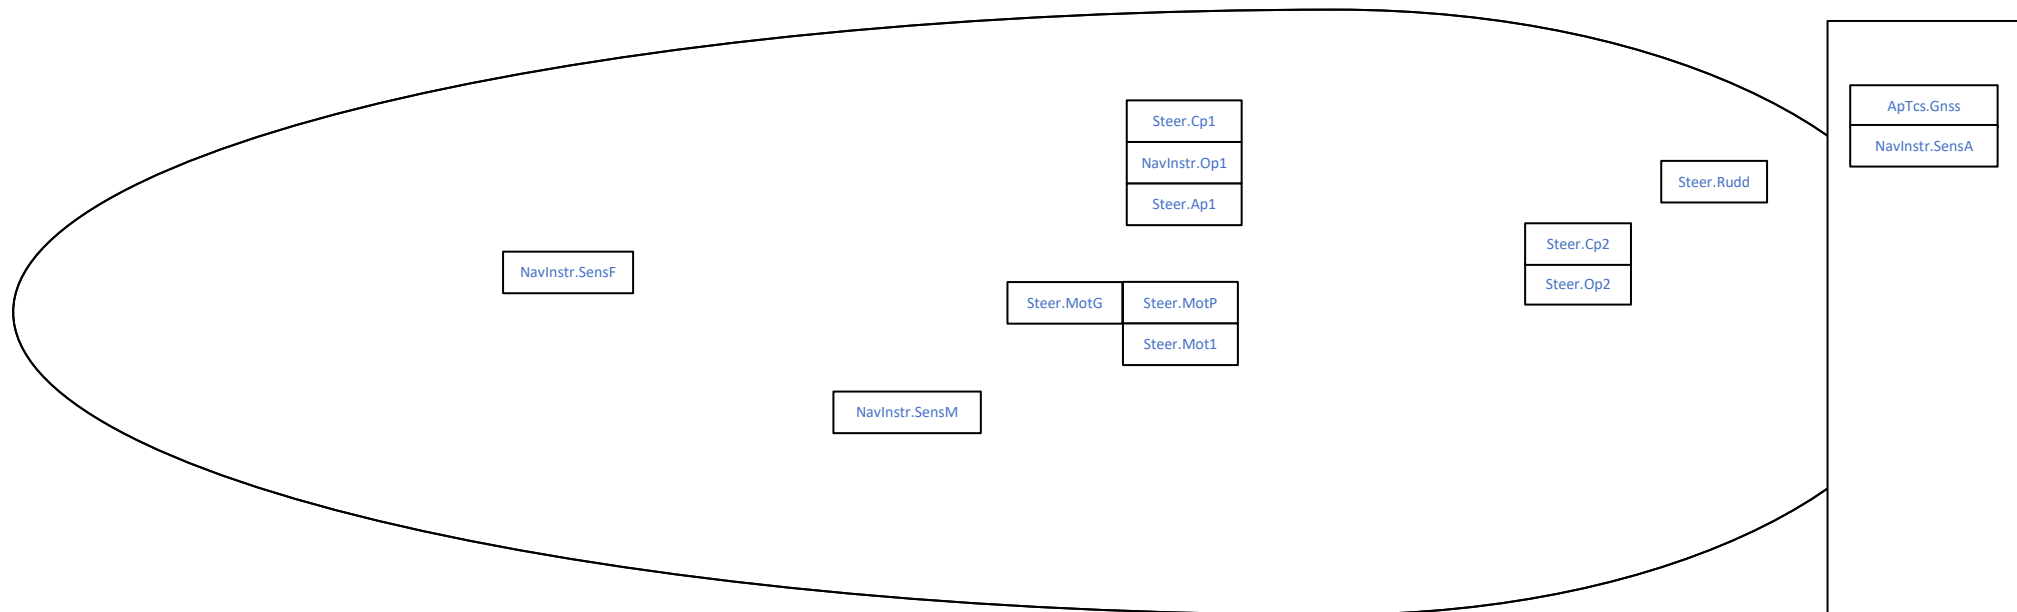 Steer.Cp1
NavInstr.Op1
Steer.Ap1
ApTcs.Gnss
NavInstr.SensA
Steer.Rudd
Steer.Cp2
Steer.Op2
NavInstr.SensF
Steer.MotG
Steer.MotP
Steer.Mot1
NavInstr.SensM